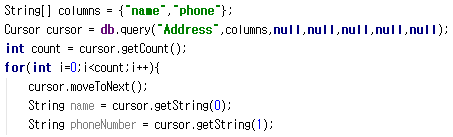 String[] columns = {"name","phone"};
Cursor cursor = db.query("Address",columns,null,null,null,null,null);
int count = cursor.getCount();
for(int i=0;i<count;i++){
    cursor.moveToNext();
    String name = cursor.getString(0);
    String phoneNumber = cursor.getString(1);